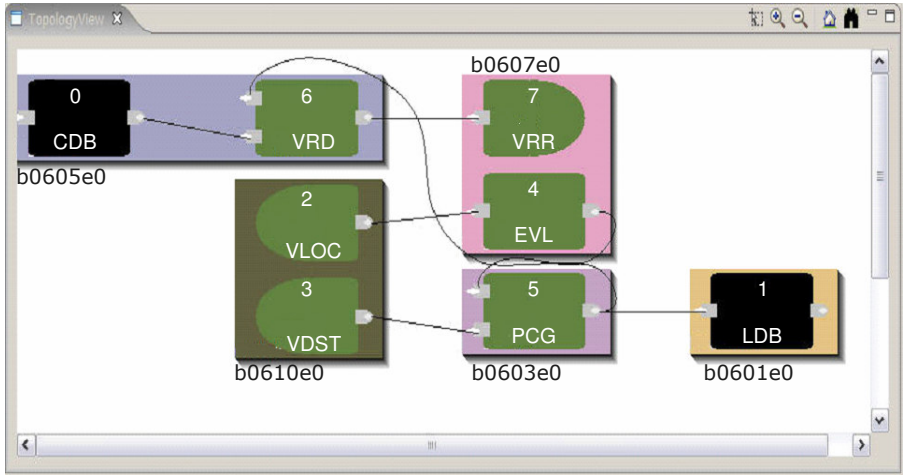 TopologyView
b0607e0
0
6
7
CDB
VRD
VRR
b0605e0
2
4
VLOC
EVL
3
5
1
VDST
PCG
LDB
b0610e0
b0603e0
b0601e0